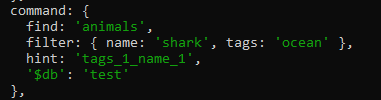 command: {
  find: 'animals',
  filter: { name: 'shark', tags: 'ocean' },
  hint: 'tags_1_name_1',
  '$db': 'test'
},